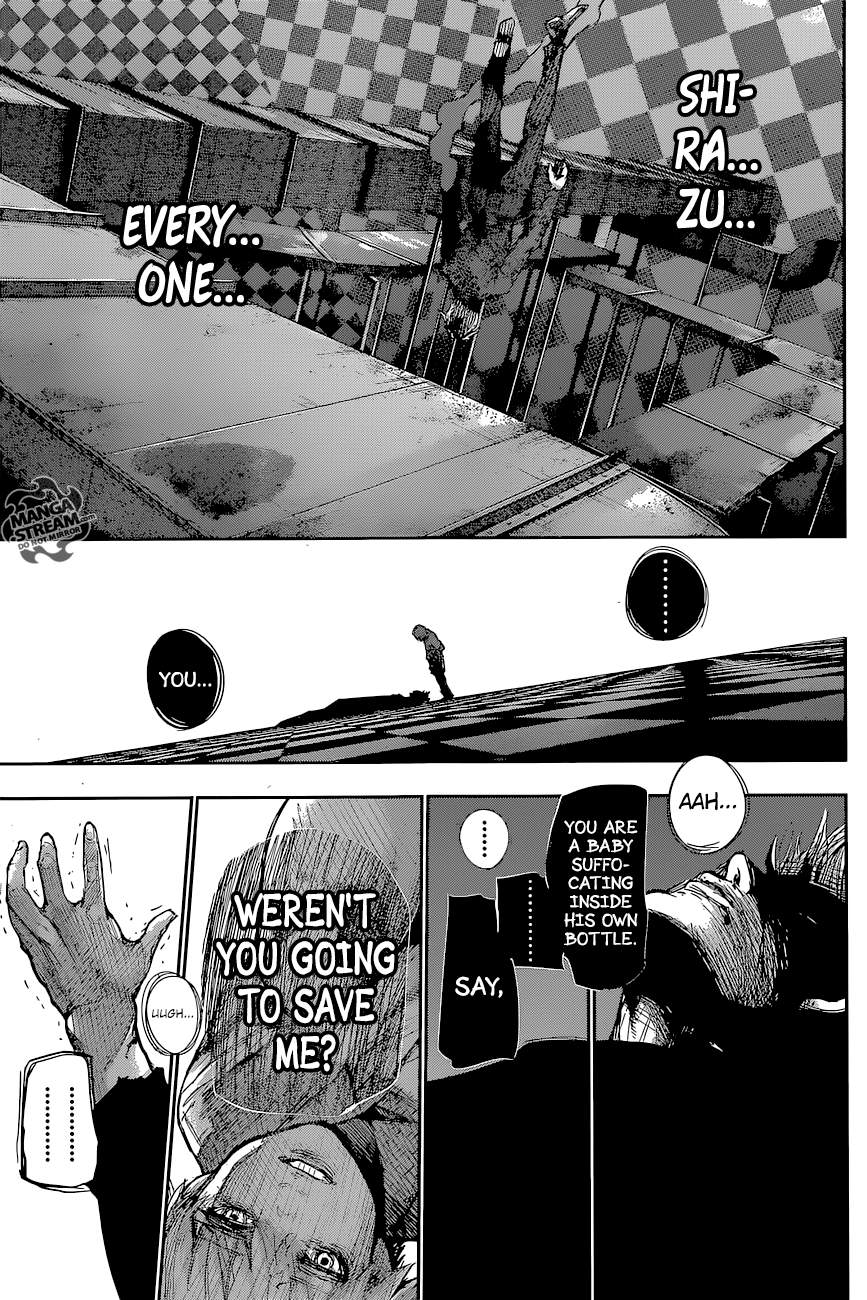 SHI-
RA...
ZU...
EVERY...
ONE...
MANGA
STREAM.com
DO NOT MIRROR
..........
YOU...
AAH...
YOU ARE
A BABY
SUFFO-
CATING
INSIDE
HIS OWN
BOTTLE.
......
.........
SAY,
WEREN'T
YOU GOING
TO SAVE
ME?
UUGH...
..........